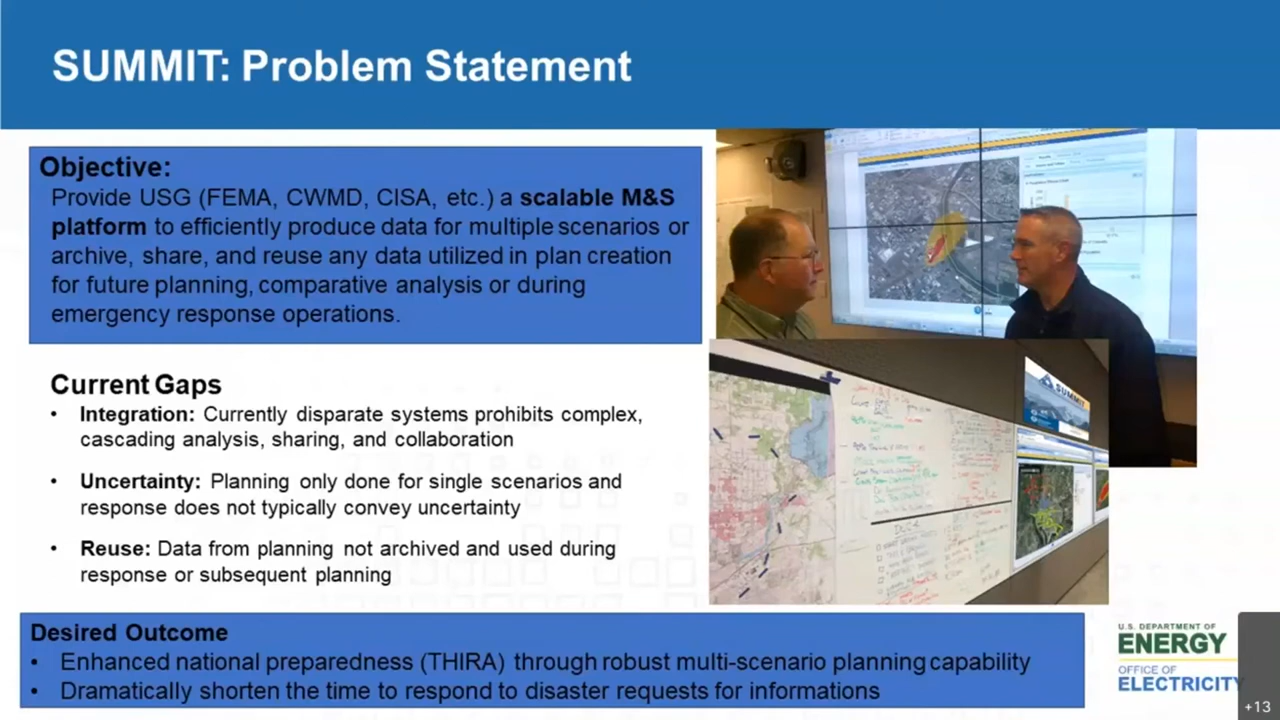 SUMMIT: Problem Statement
Objective:
Provide USG (FEMA, CWMD, CISA, etc.) a scalable M&S
platform to efficiently produce data for multiple scenarios or
archive, share, and reuse any data utilized in plan creation
for future planning, comparative analysis or during
emergency response operations.
Current Gaps
• Integration: Currently disparate systems prohibits complex,
cascading analysis, sharing, and collaboration
• Uncertainty: Planning only done for single scenarios and
response does not typically convey uncertainty
• Reuse: Data from planning not archived and used during
response or subsequent planning
SUMMIT
Desired Outcome
• Enhanced national preparedness (THIRA) through robust multi-scenario planning capability
• Dramatically shorten the time to respond to disaster requests for informations
U.S. DEPARTMENT OF
ENERGY
OFFICE OF
ELECTRICITY
+13